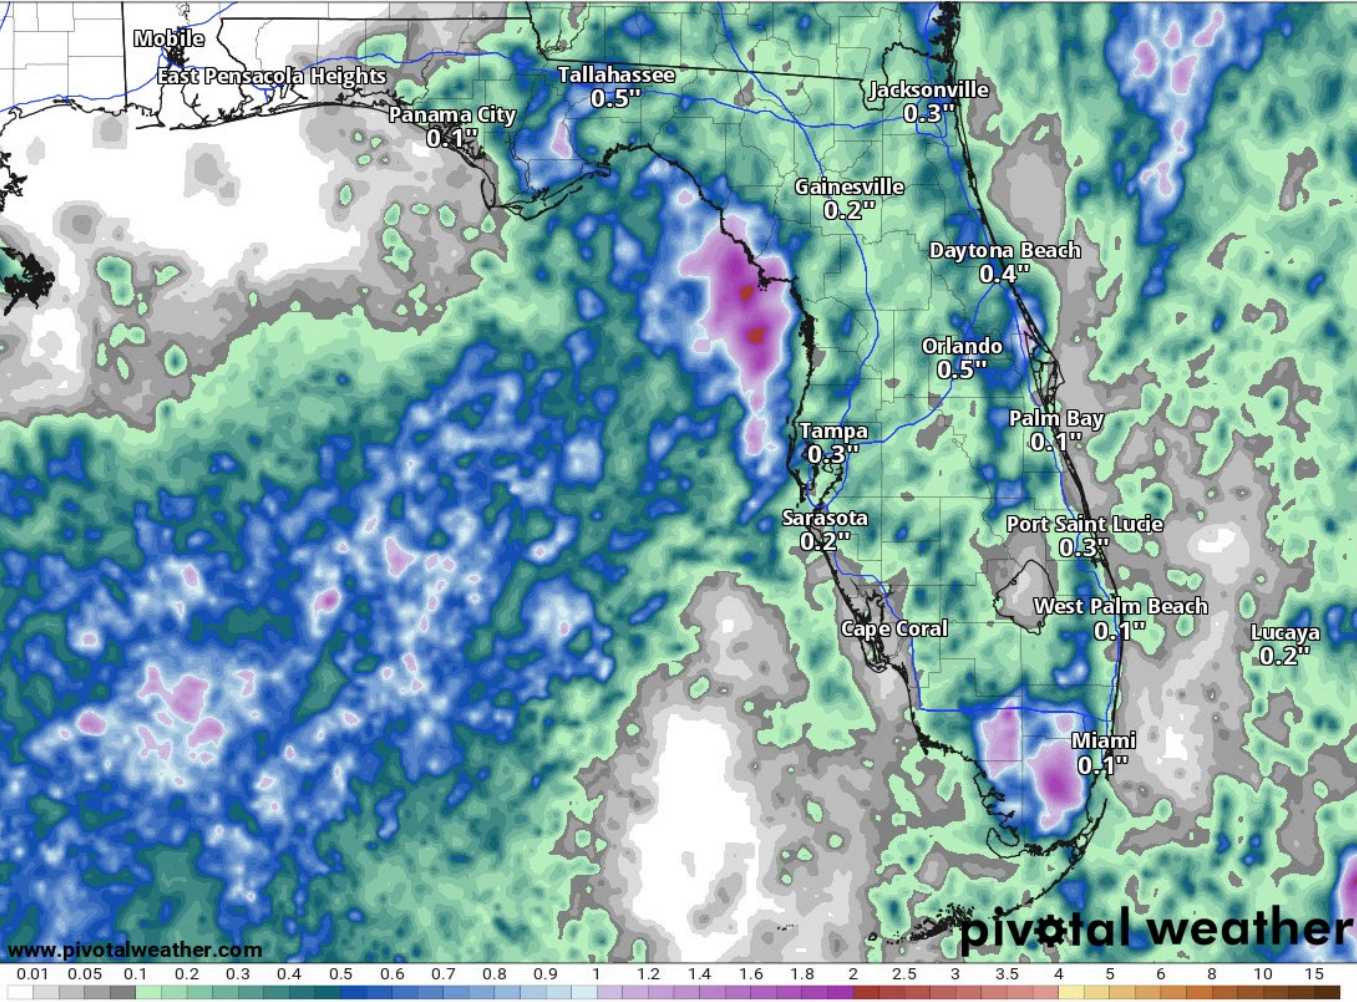 Mobile
East Pensacola Heights
Tallahassee
0.5"
Jacksonville
0.3"
Panama City
0.1"
Gainesville
0.2"
Daytona Beach
0.4"
Orlando
0.5"
Palm Bay
0.1"
Tampa
0.3"
Sarasota
0.2"
Port Saint Lucie
0.3"
West Palm Beach
0.1"
Cape Coral
Lucaya
0.2"
Miami
0.1"
pivotal weather
www.pivotalweather.com
0.01 0.05 0.1 0.2 0.3 0.4 0.5 0.6 0.7 0.8 0.9 1 1.2 1.4 1.6 1.8 2 2.5 3 3.5 4 5 6 8 10 15